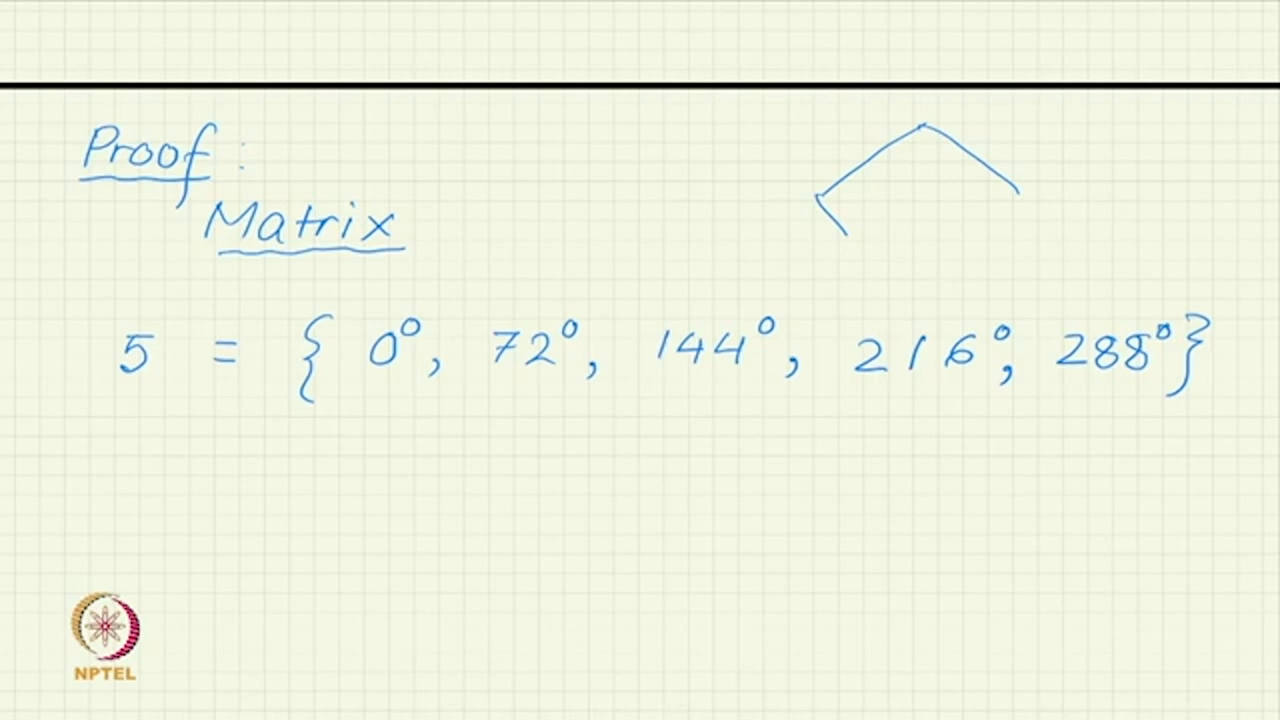 Proof :
Matrix
5 = { 0°, 72°, 144°, 216°, 288° }
NPTEL